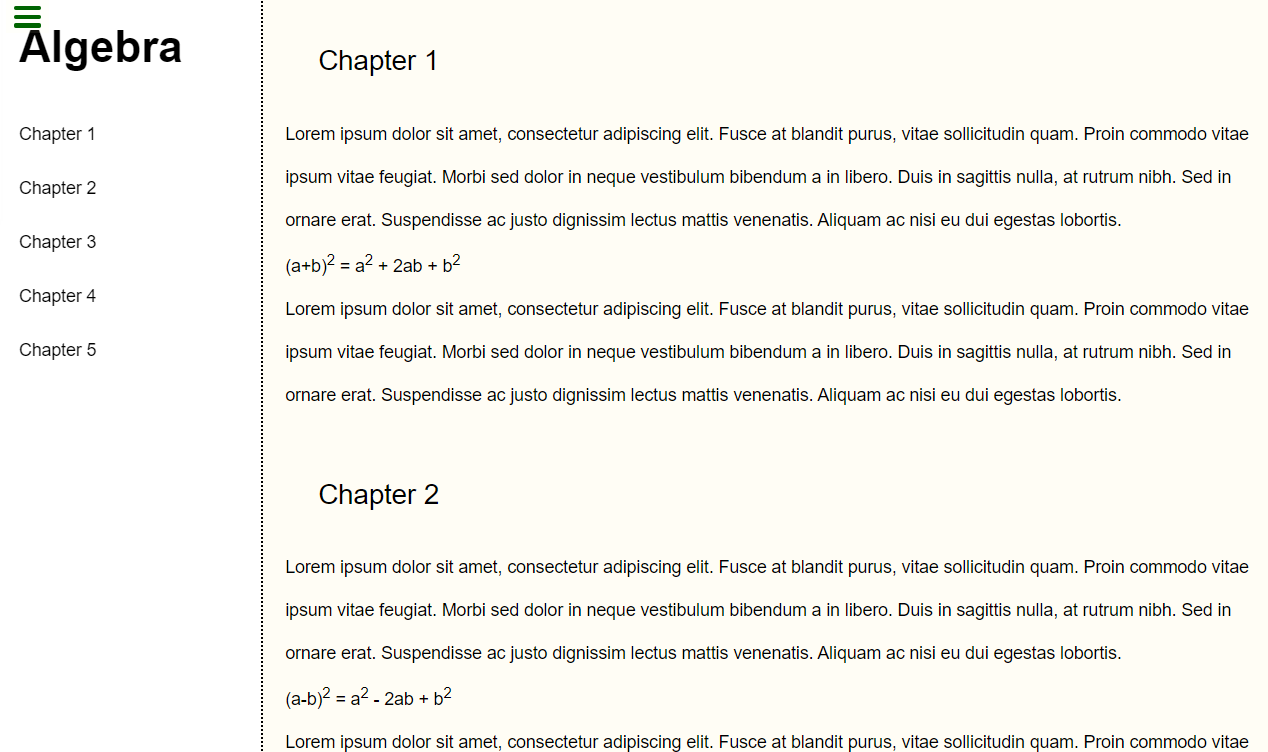 Algebra
Chapter 1
Chapter 2
Chapter 3
Chapter 4
Chapter 5
Chapter 1
Lorem ipsum dolor sit amet, consectetur adipiscing elit. Fusce at blandit purus, vitae sollicitudin quam. Proin commodo vitae
ipsum vitae feugiat. Morbi sed dolor in neque vestibulum bibendum a in libero. Duis in sagittis nulla, at rutrum nibh. Sed in
ornare erat. Suspendisse ac justo dignissim lectus mattis venenatis. Aliquam ac nisi eu dui egestas lobortis.
(a+b)² = a² + 2ab + b²
Lorem ipsum dolor sit amet, consectetur adipiscing elit. Fusce at blandit purus, vitae sollicitudin quam. Proin commodo vitae
ipsum vitae feugiat. Morbi sed dolor in neque vestibulum bibendum a in libero. Duis in sagittis nulla, at rutrum nibh. Sed in
ornare erat. Suspendisse ac justo dignissim lectus mattis venenatis. Aliquam ac nisi eu dui egestas lobortis.
Chapter 2
Lorem ipsum dolor sit amet, consectetur adipiscing elit. Fusce at blandit purus, vitae sollicitudin quam. Proin commodo vitae
ipsum vitae feugiat. Morbi sed dolor in neque vestibulum bibendum a in libero. Duis in sagittis nulla, at rutrum nibh. Sed in
ornare erat. Suspendisse ac justo dignissim lectus mattis venenatis. Aliquam ac nisi eu dui egestas lobortis.
(a-b)² = a² - 2ab + b²
Lorem ipsum dolor sit amet, consectetur adipiscing elit. Fusce at blandit purus, vitae sollicitudin quam. Proin commodo vitae